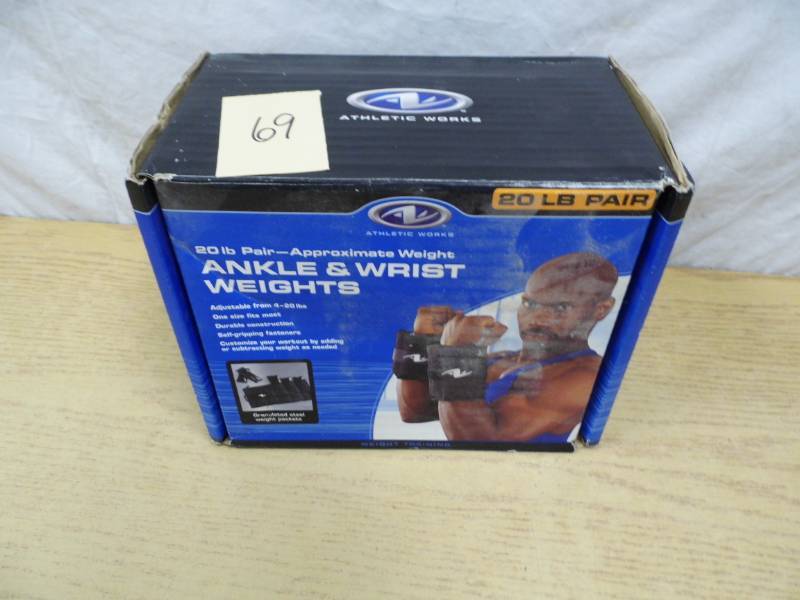 69
ATHLETIC WORKS
20 LB PAIR
ATHLETIC WORKS
20 lb Pair—Approximate Weight
ANKLE & WRIST
WEIGHTS
Adjustable from 4-20 lbs
One size fits most
Durable construction
Self-gripping fasteners
Customize your workout by adding
or subtracting weight as needed
Granulated steel
weight packets
WEIGHT TRAINING